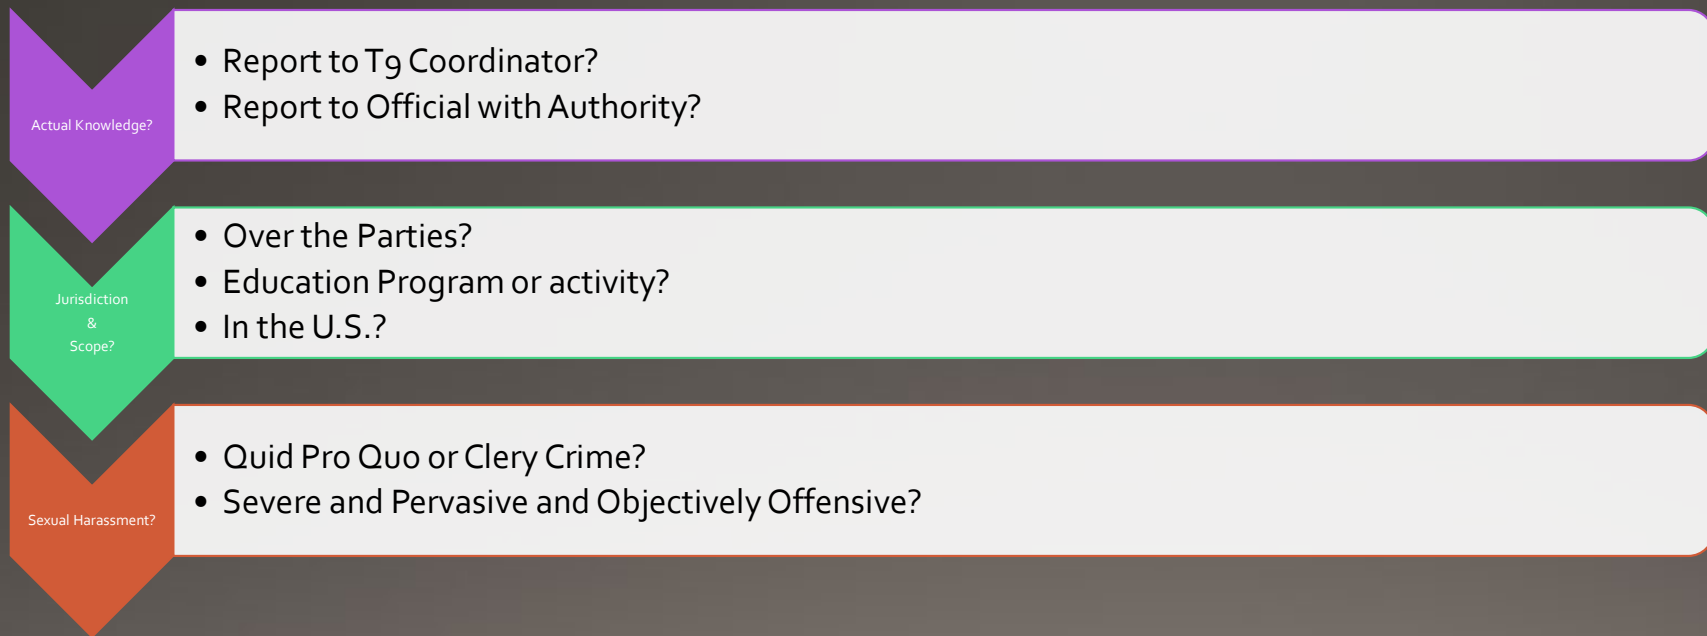 Actual Knowledge?
• Report to T9 Coordinator?
• Report to Official with Authority?
Jurisdiction
&
Scope?
• Over the Parties?
• Education Program or activity?
• In the U.S.?
Sexual Harassment?
• Quid Pro Quo or Clery Crime?
• Severe and Pervasive and Objectively Offensive?